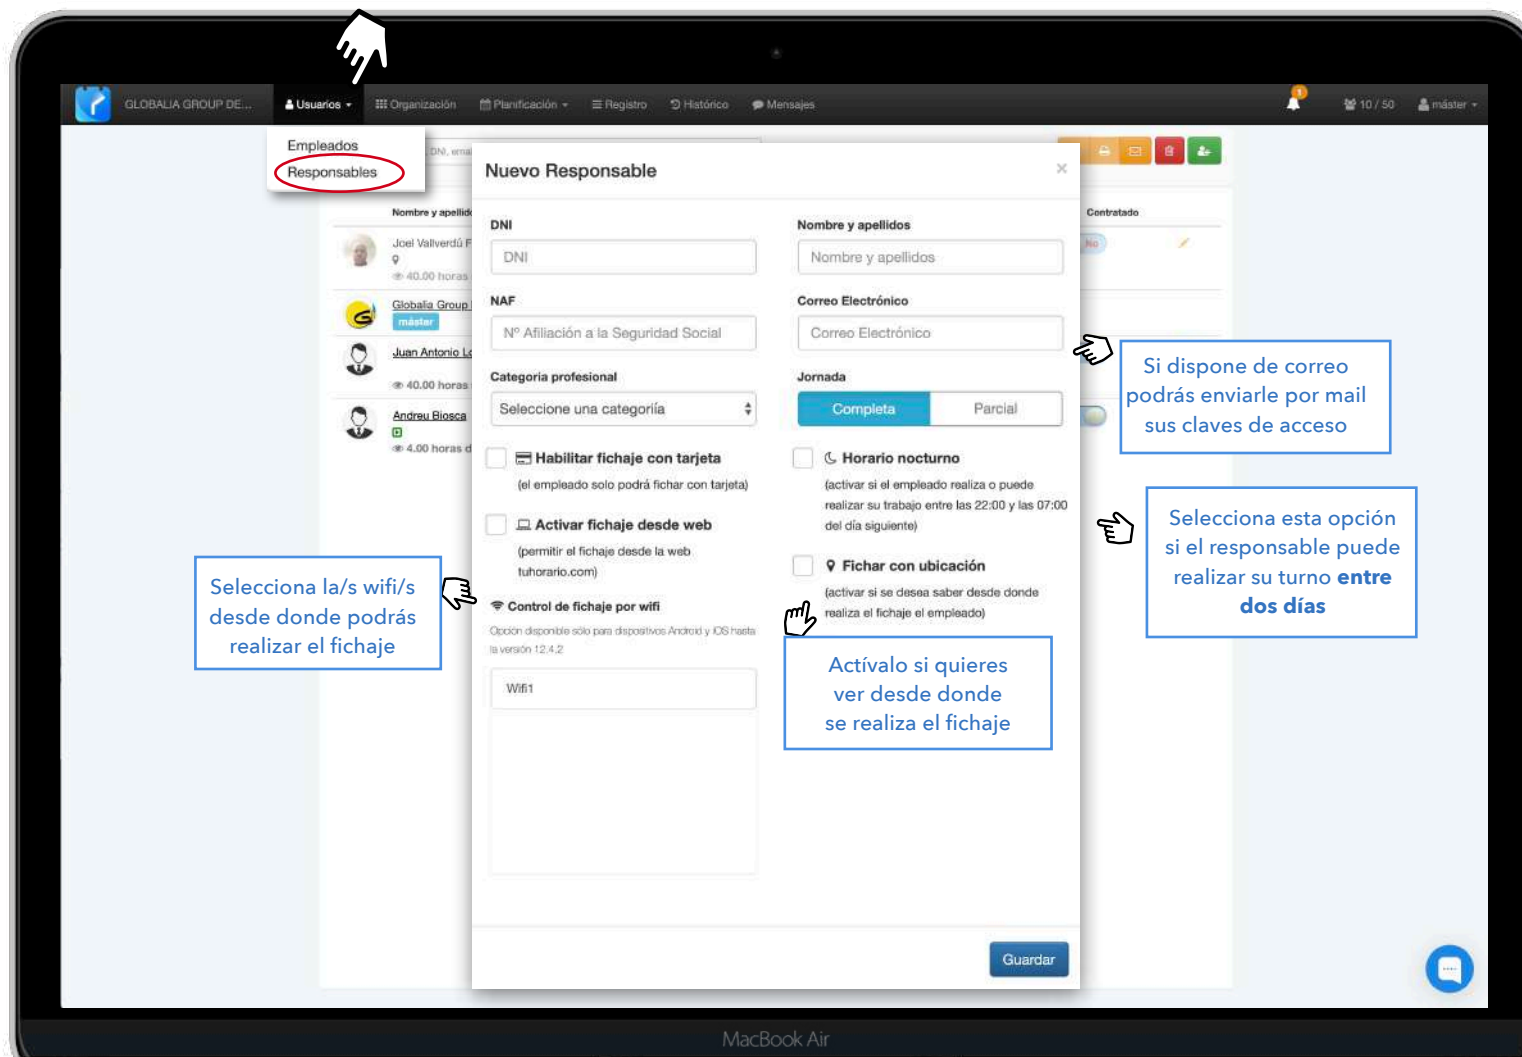 GLOBALIA GROUP DE...
Usuarios
Organización
Planificación
Registro
Histórico
Mensajes
1
10 / 50
máster
Empleados
Responsables
DNI, email
Nuevo Responsable
×
Nombre y apellido
Contratado
Joel Vallverdú F
40.00 horas
No
Globalia Group
máster
Juan Antonio Lo
40.00 horas
Andreu Biosca
4.00 horas d
DNI
DNI
Nombre y apellidos
Nombre y apellidos
NAF
Nº Afiliación a la Seguridad Social
Correo Electrónico
Correo Electrónico
Categoria profesional
Seleccione una categoriía
Jornada
Completa
Parcial
Habilitar fichaje con tarjeta
(el empleado solo podrá fichar con tarjeta)
Horario nocturno
(activar si el empleado realiza o puede
realizar su trabajo entre las 22:00 y las 07:00
del día siguiente)
Activar fichaje desde web
(permitir el fichaje desde la web
tuhorario.com)
Fichar con ubicación
(activar si se desea saber desde donde
realiza el fichaje el empleado)
Control de fichaje por wifi
Opción disponible sólo para dispositivos Android y iOS hasta
la versión 12.4.2
Wifi1
Guardar
Si dispone de correo
podrás enviarle por mail
sus claves de acceso
Selecciona esta opción
si el responsable puede
realizar su turno entre
dos días
Selecciona la/s wifi/s
desde donde podrás
realizar el fichaje
Actívalo si quieres
ver desde donde
se realiza el fichaje
MacBook Air